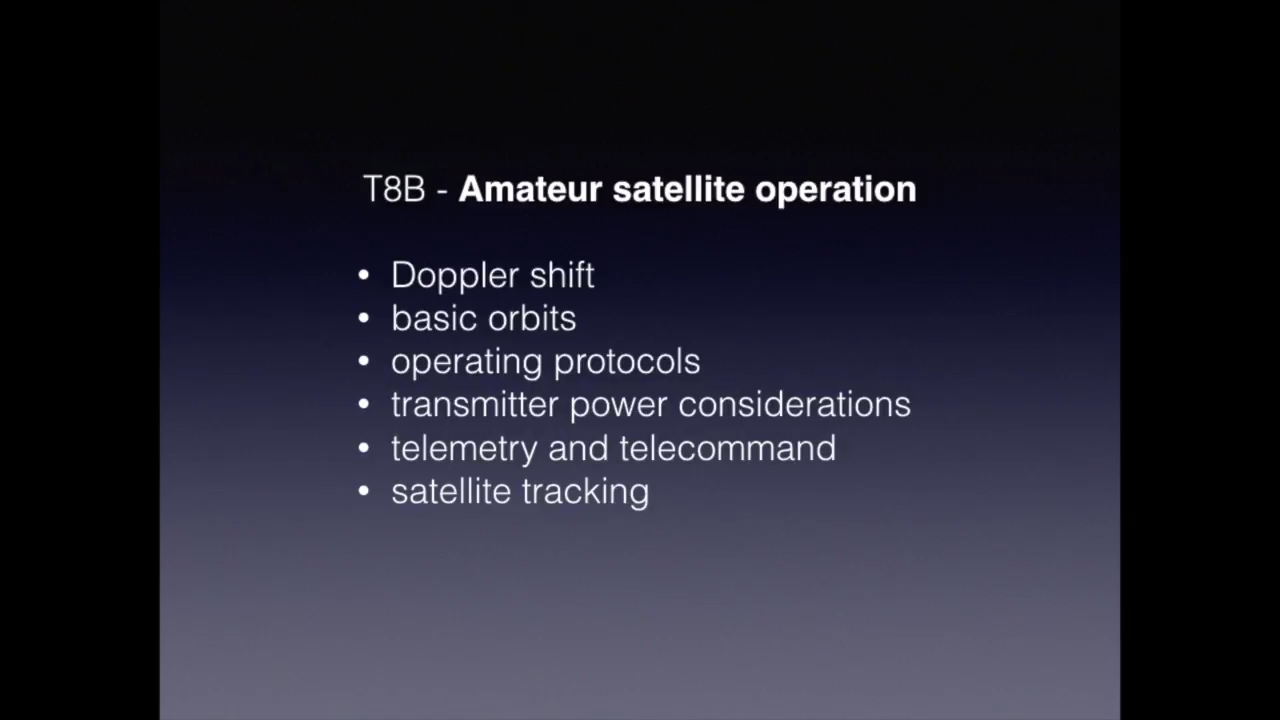 T8B - Amateur satellite operation
• Doppler shift
• basic orbits
• operating protocols
• transmitter power considerations
• telemetry and telecommand
• satellite tracking